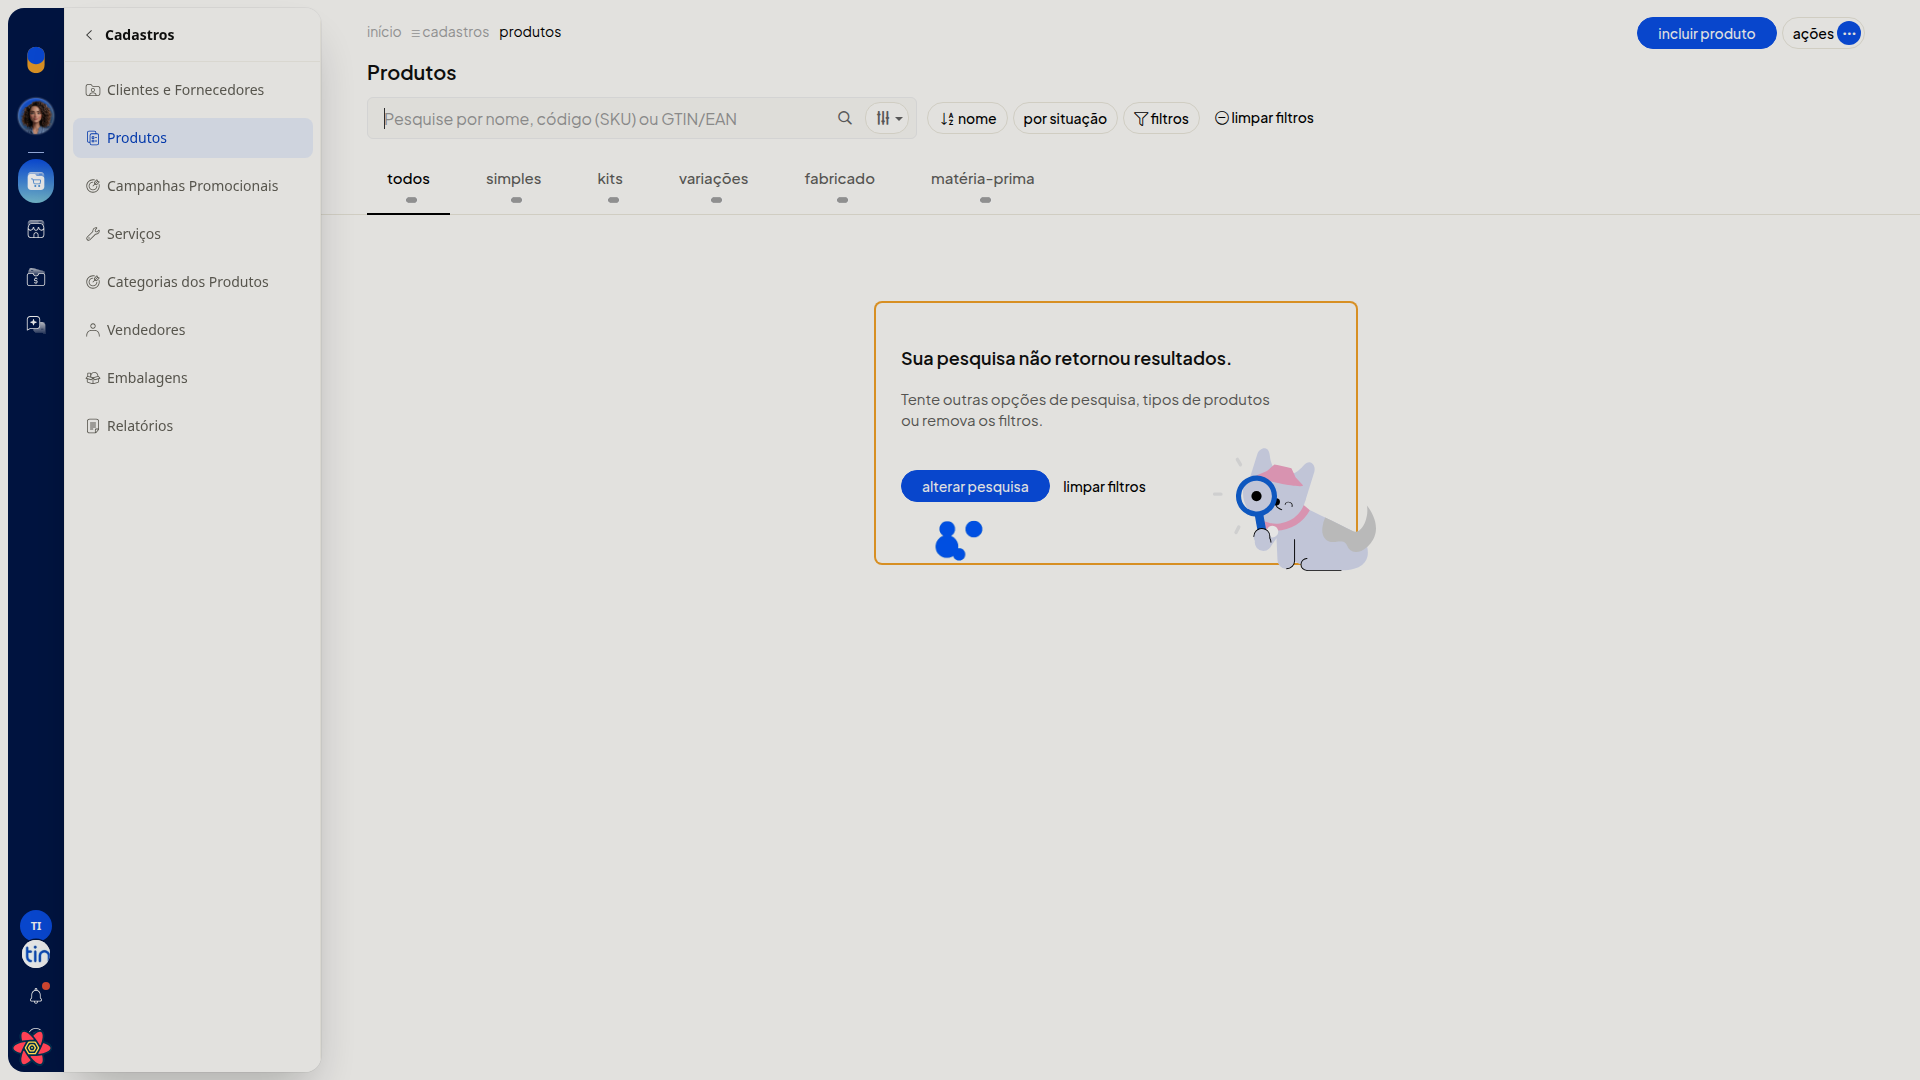 Cadastros
Clientes e Fornecedores
Produtos
Campanhas Promocionais
Serviços
Categorias dos Produtos
Vendedores
Embalagens
Relatórios
TI
tin
início cadastros produtos
incluir produto
ações
Produtos
Pesquise por nome, código (SKU) ou GTIN/EAN
nome
por situação
filtros
limpar filtros
todos
simples
kits
variações
fabricado
matéria-prima
Sua pesquisa não retornou resultados.
Tente outras opções de pesquisa, tipos de produtos
ou remova os filtros.
alterar pesquisa
limpar filtros